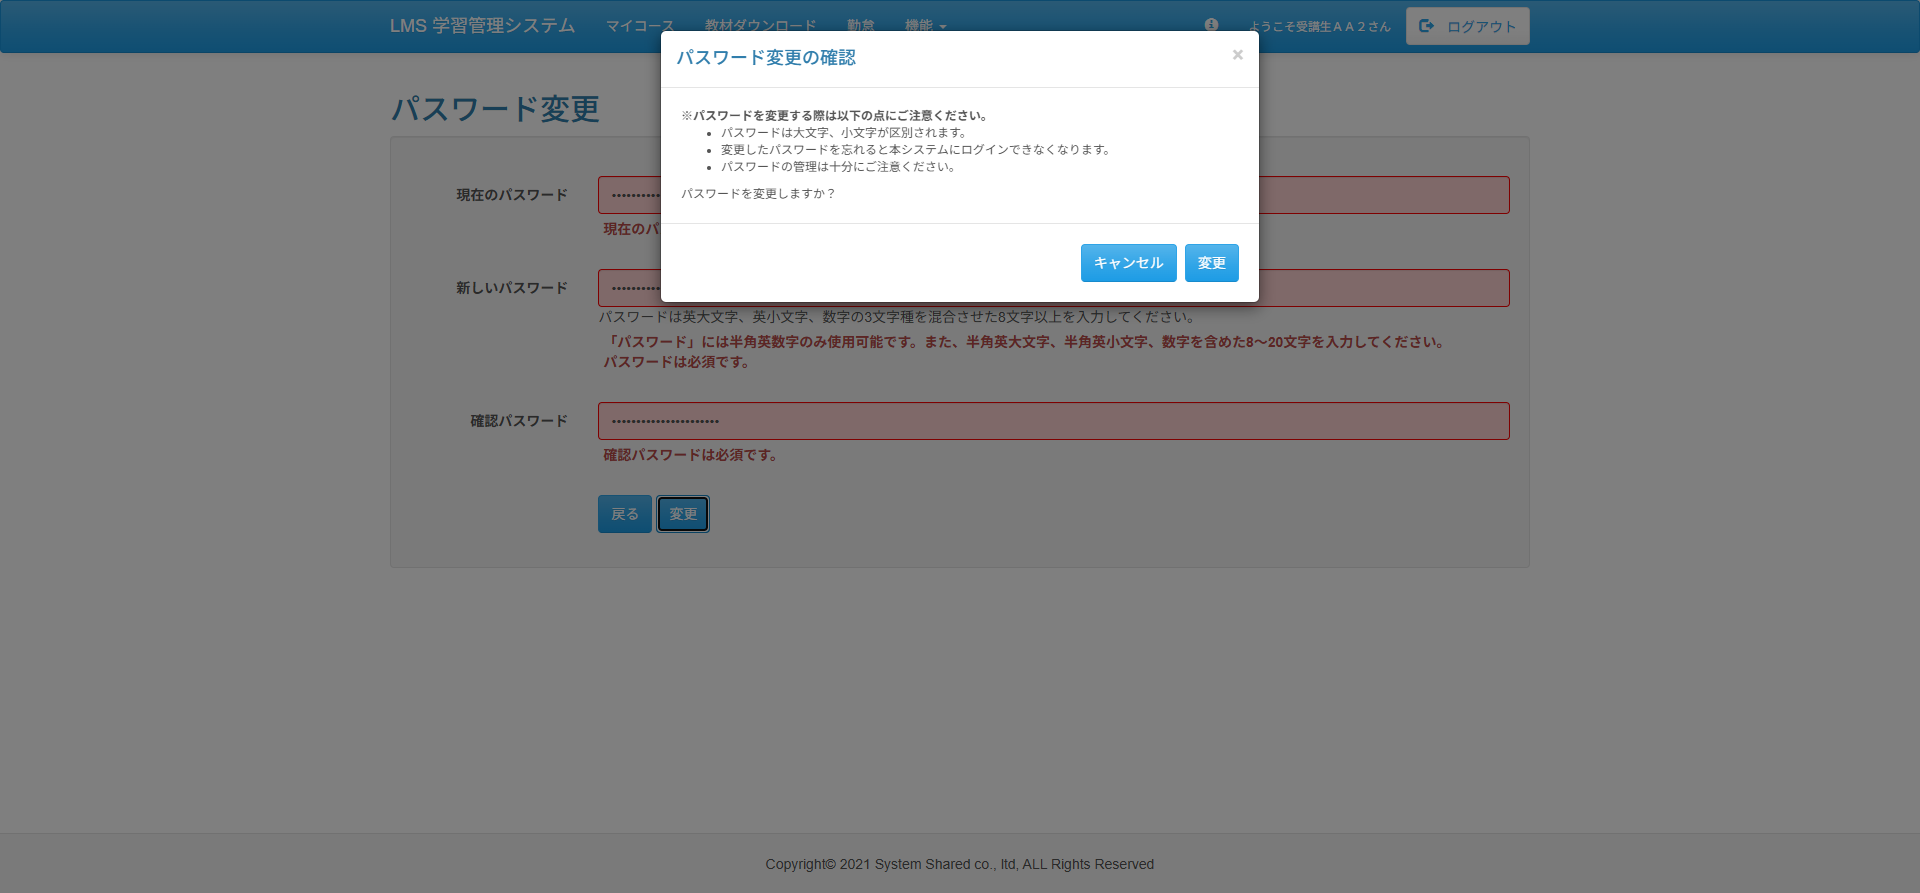 LMS 学習管理システム マイコース 教材ダウンロード 勤怠 機能 ようこそ受講生ＡＡ２さん ログアウト
パスワード変更の確認 ×
※パスワードを変更する際は以下の点にご注意ください。
パスワードは大文字、小文字が区別されます。
変更したパスワードを忘れると本システムにログインできなくなります。
パスワードの管理は十分にご注意ください。
パスワードを変更しますか？
キャンセル 変更
パスワード変更
現在のパスワード
現在のパ
新しいパスワード
パスワードは英大文字、英小文字、数字の3文字種を混合させた8文字以上を入力してください。
「パスワード」には半角英数字のみ使用可能です。また、半角英大文字、半角英小文字、数字を含めた8〜20文字を入力してください。
パスワードは必須です。
確認パスワード
確認パスワードは必須です。
戻る 変更
Copyright© 2021 System Shared co., ltd, ALL Rights Reserved